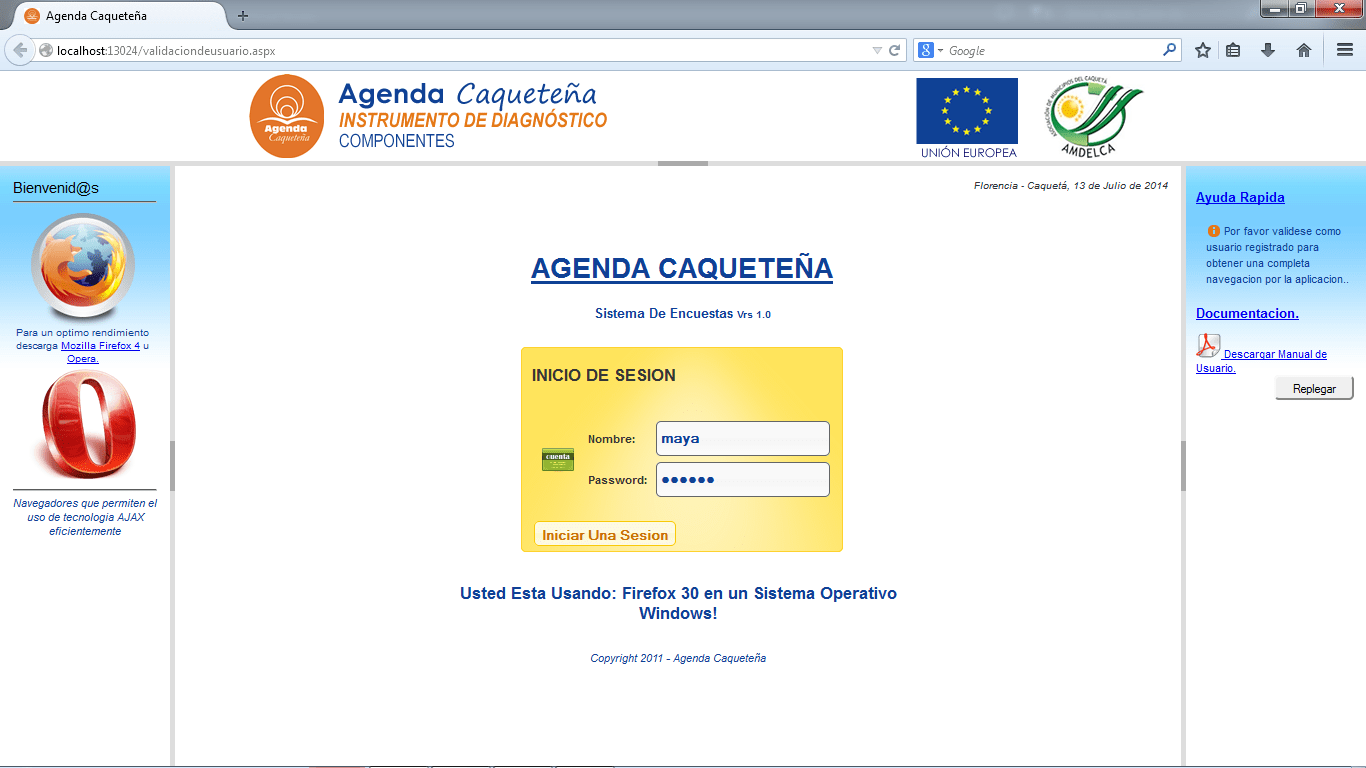 Agenda Caqueteña
localhost:13024/validaciondeusuario.aspx
Google
Agenda Caqueteña
Agenda Caqueteña
INSTRUMENTO DE DIAGNÓSTICO
COMPONENTES
UNIÓN EUROPEA
ASOCIACIÓN DE MUNICIPIOS DEL CAQUETÁ
AMDELCA
Bienvenid@s
Para un optimo rendimiento
descarga Mozilla Firefox 4 u
Opera.
Navegadores que permiten el
uso de tecnologia AJAX
eficientemente
Florencia - Caquetá, 13 de Julio de 2014
AGENDA CAQUETEÑA
Sistema De Encuestas Vrs 1.0
INICIO DE SESION
cuenta
Nombre:
maya
Password:
●●●●●●
Iniciar Una Sesion
Usted Esta Usando: Firefox 30 en un Sistema Operativo
Windows!
Copyright 2011 - Agenda Caqueteña
Ayuda Rapida
Por favor validese como
usuario registrado para
obtener una completa
navegacion por la aplicacion..
Documentacion.
Descargar Manual de
Usuario.
Replegar